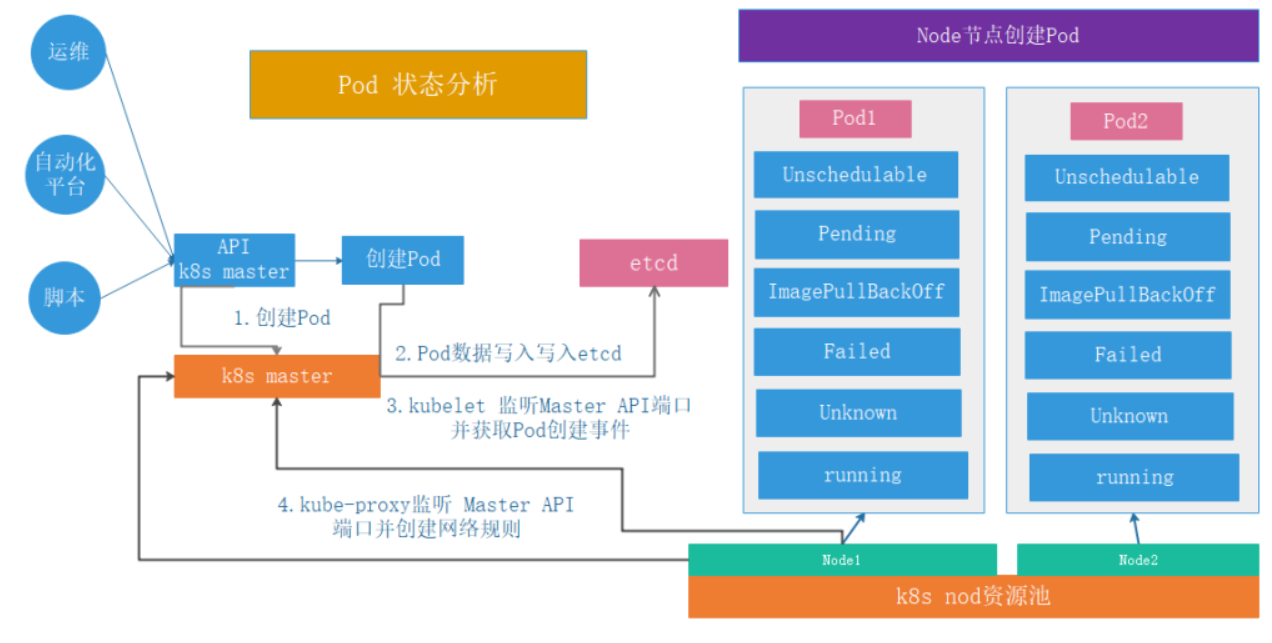 运维
自动化
平台
脚本
Pod 状态分析
API
k8s master
创建Pod
1.创建Pod
k8s master
etcd
2.Pod数据写入写入etcd
3.kubelet 监听Master API端口
并获取Pod创建事件
4.kube-proxy监听 Master API
端口并创建网络规则
Node节点创建Pod
Pod1
Unschedulable
Pending
ImagePullBackOff
Failed
Unknown
running
Pod2
Unschedulable
Pending
ImagePullBackOff
Failed
Unknown
running
Node1
Node2
k8s nod资源池